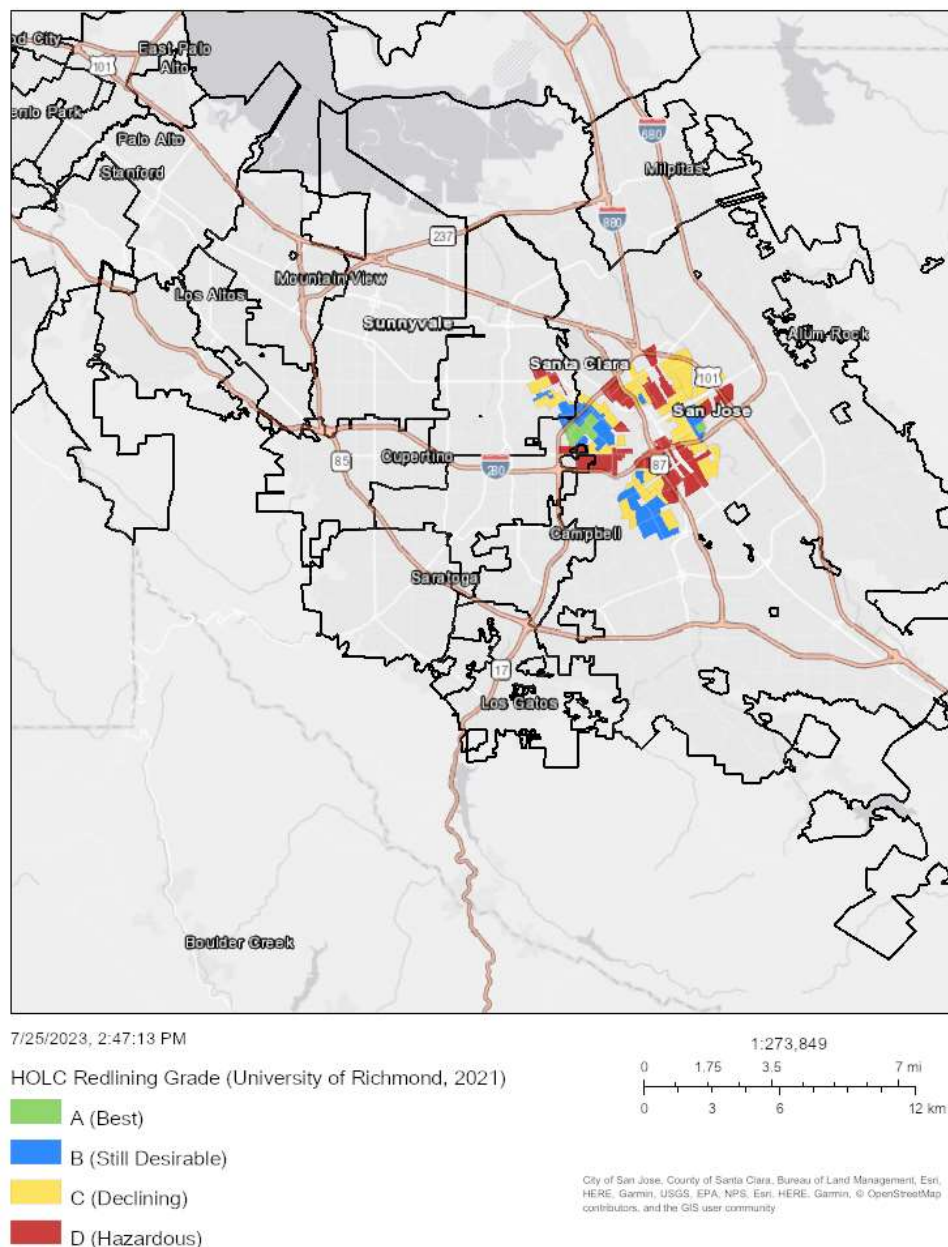 od City
East Palo
Alto
101
enlo Park
Palo Alto
Stanford
680
Milpitas
880
237
Mountain View
Los Altos
Sunnyvale
Alum Rock
Santa Clara
101
San Jose
85
Cupertino
280
87
Campbell
Saratoga
17
Los Gatos
Boulder Creek
7/25/2023, 2:47:13 PM
HOLC Redlining Grade (University of Richmond, 2021)
A (Best)
B (Still Desirable)
C (Declining)
D (Hazardous)
1:273,849
0 1.75 3.5 7 mi
0 3 6 12 km
City of San Jose, County of Santa Clara, Bureau of Land Management, Esri,
HERE, Garmin, USGS, EPA, NPS, Esri, HERE, Garmin, © OpenStreetMap
contributors, and the GIS user community